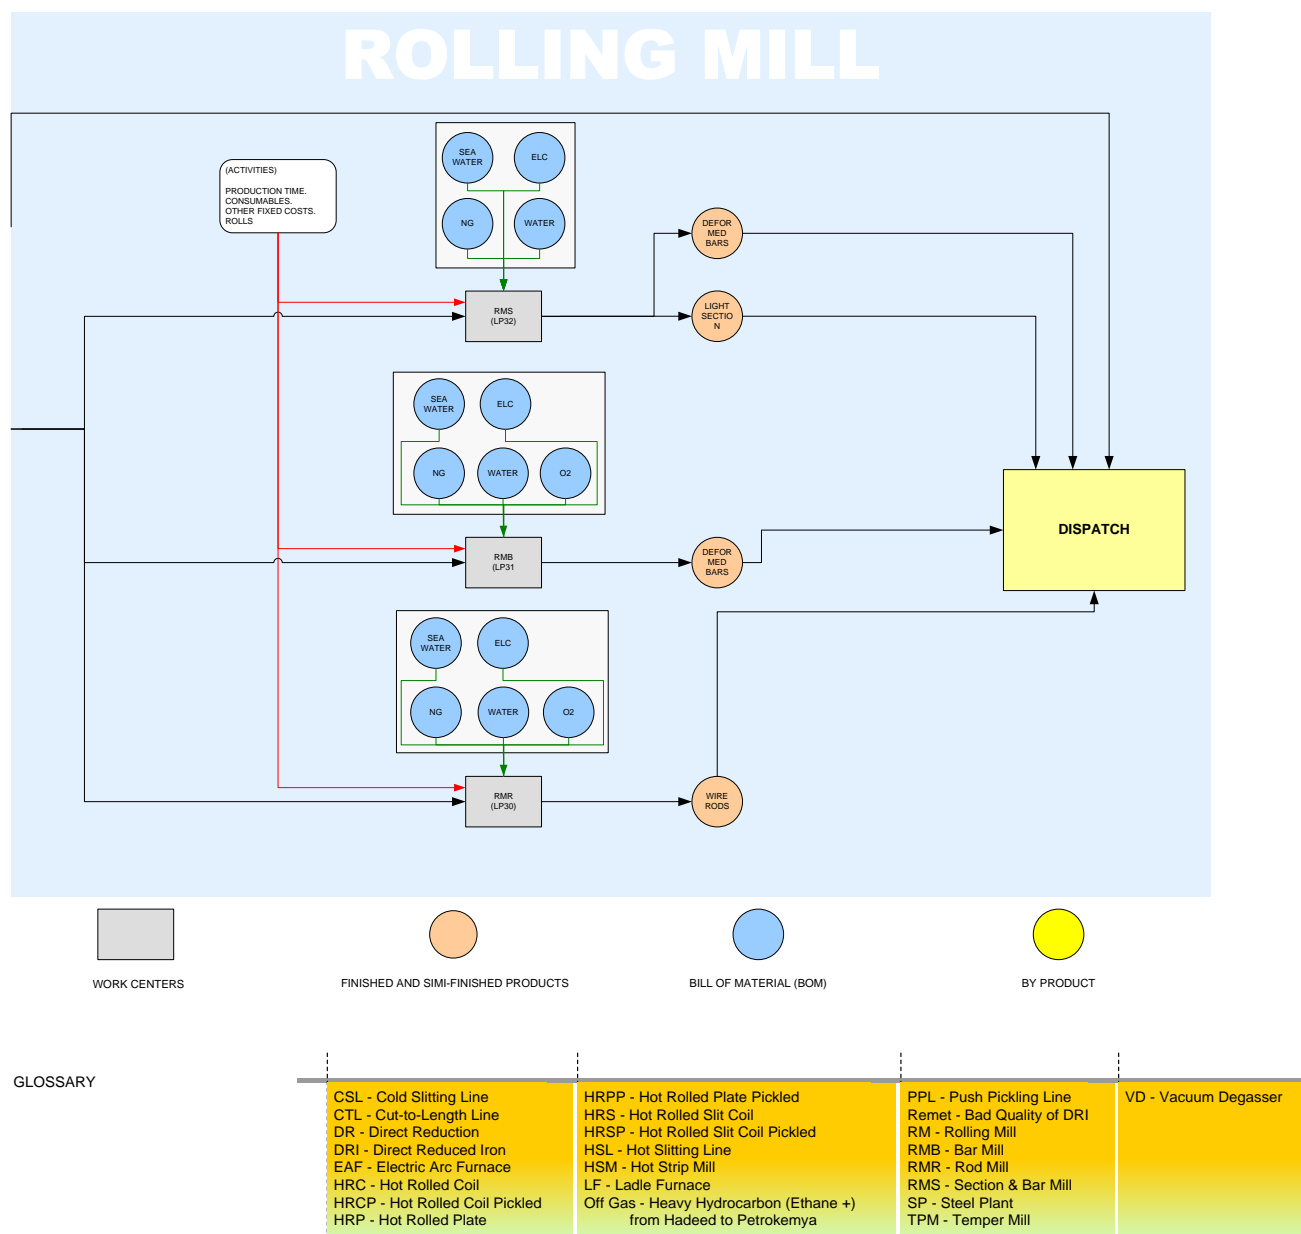 ROLLING MILL
(ACTIVITIES)
PRODUCTION TIME.
CONSUMABLES.
OTHER FIXED COSTS.
ROLLS
SEA
WATER
ELC
NG
WATER
RMS
(LP32)
DEFOR
MED
BARS
LIGHT
SECTIO
N
SEA
WATER
ELC
NG
WATER
O2
RMB
(LP31
DEFOR
MED
BARS
DISPATCH
SEA
WATER
ELC
NG
WATER
O2
RMR
(LP30)
WIRE
RODS
WORK CENTERS
FINISHED AND SIMI-FINISHED PRODUCTS
BILL OF MATERIAL (BOM)
BY PRODUCT
GLOSSARY
CSL - Cold Slitting Line
CTL - Cut-to-Length Line
DR - Direct Reduction
DRI - Direct Reduced Iron
EAF - Electric Arc Furnace
HRC - Hot Rolled Coil
HRCP - Hot Rolled Coil Pickled
HRP - Hot Rolled Plate
HRPP - Hot Rolled Plate Pickled
HRS - Hot Rolled Slit Coil
HRSP - Hot Rolled Slit Coil Pickled
HSL - Hot Slitting Line
HSM - Hot Strip Mill
LF - Ladle Furnace
Off Gas - Heavy Hydrocarbon (Ethane +)
from Hadeed to Petrokemya
PPL - Push Pickling Line
Remet - Bad Quality of DRI
RM - Rolling Mill
RMB - Bar Mill
RMR - Rod Mill
RMS - Section & Bar Mill
SP - Steel Plant
TPM - Temper Mill
VD - Vacuum Degasser